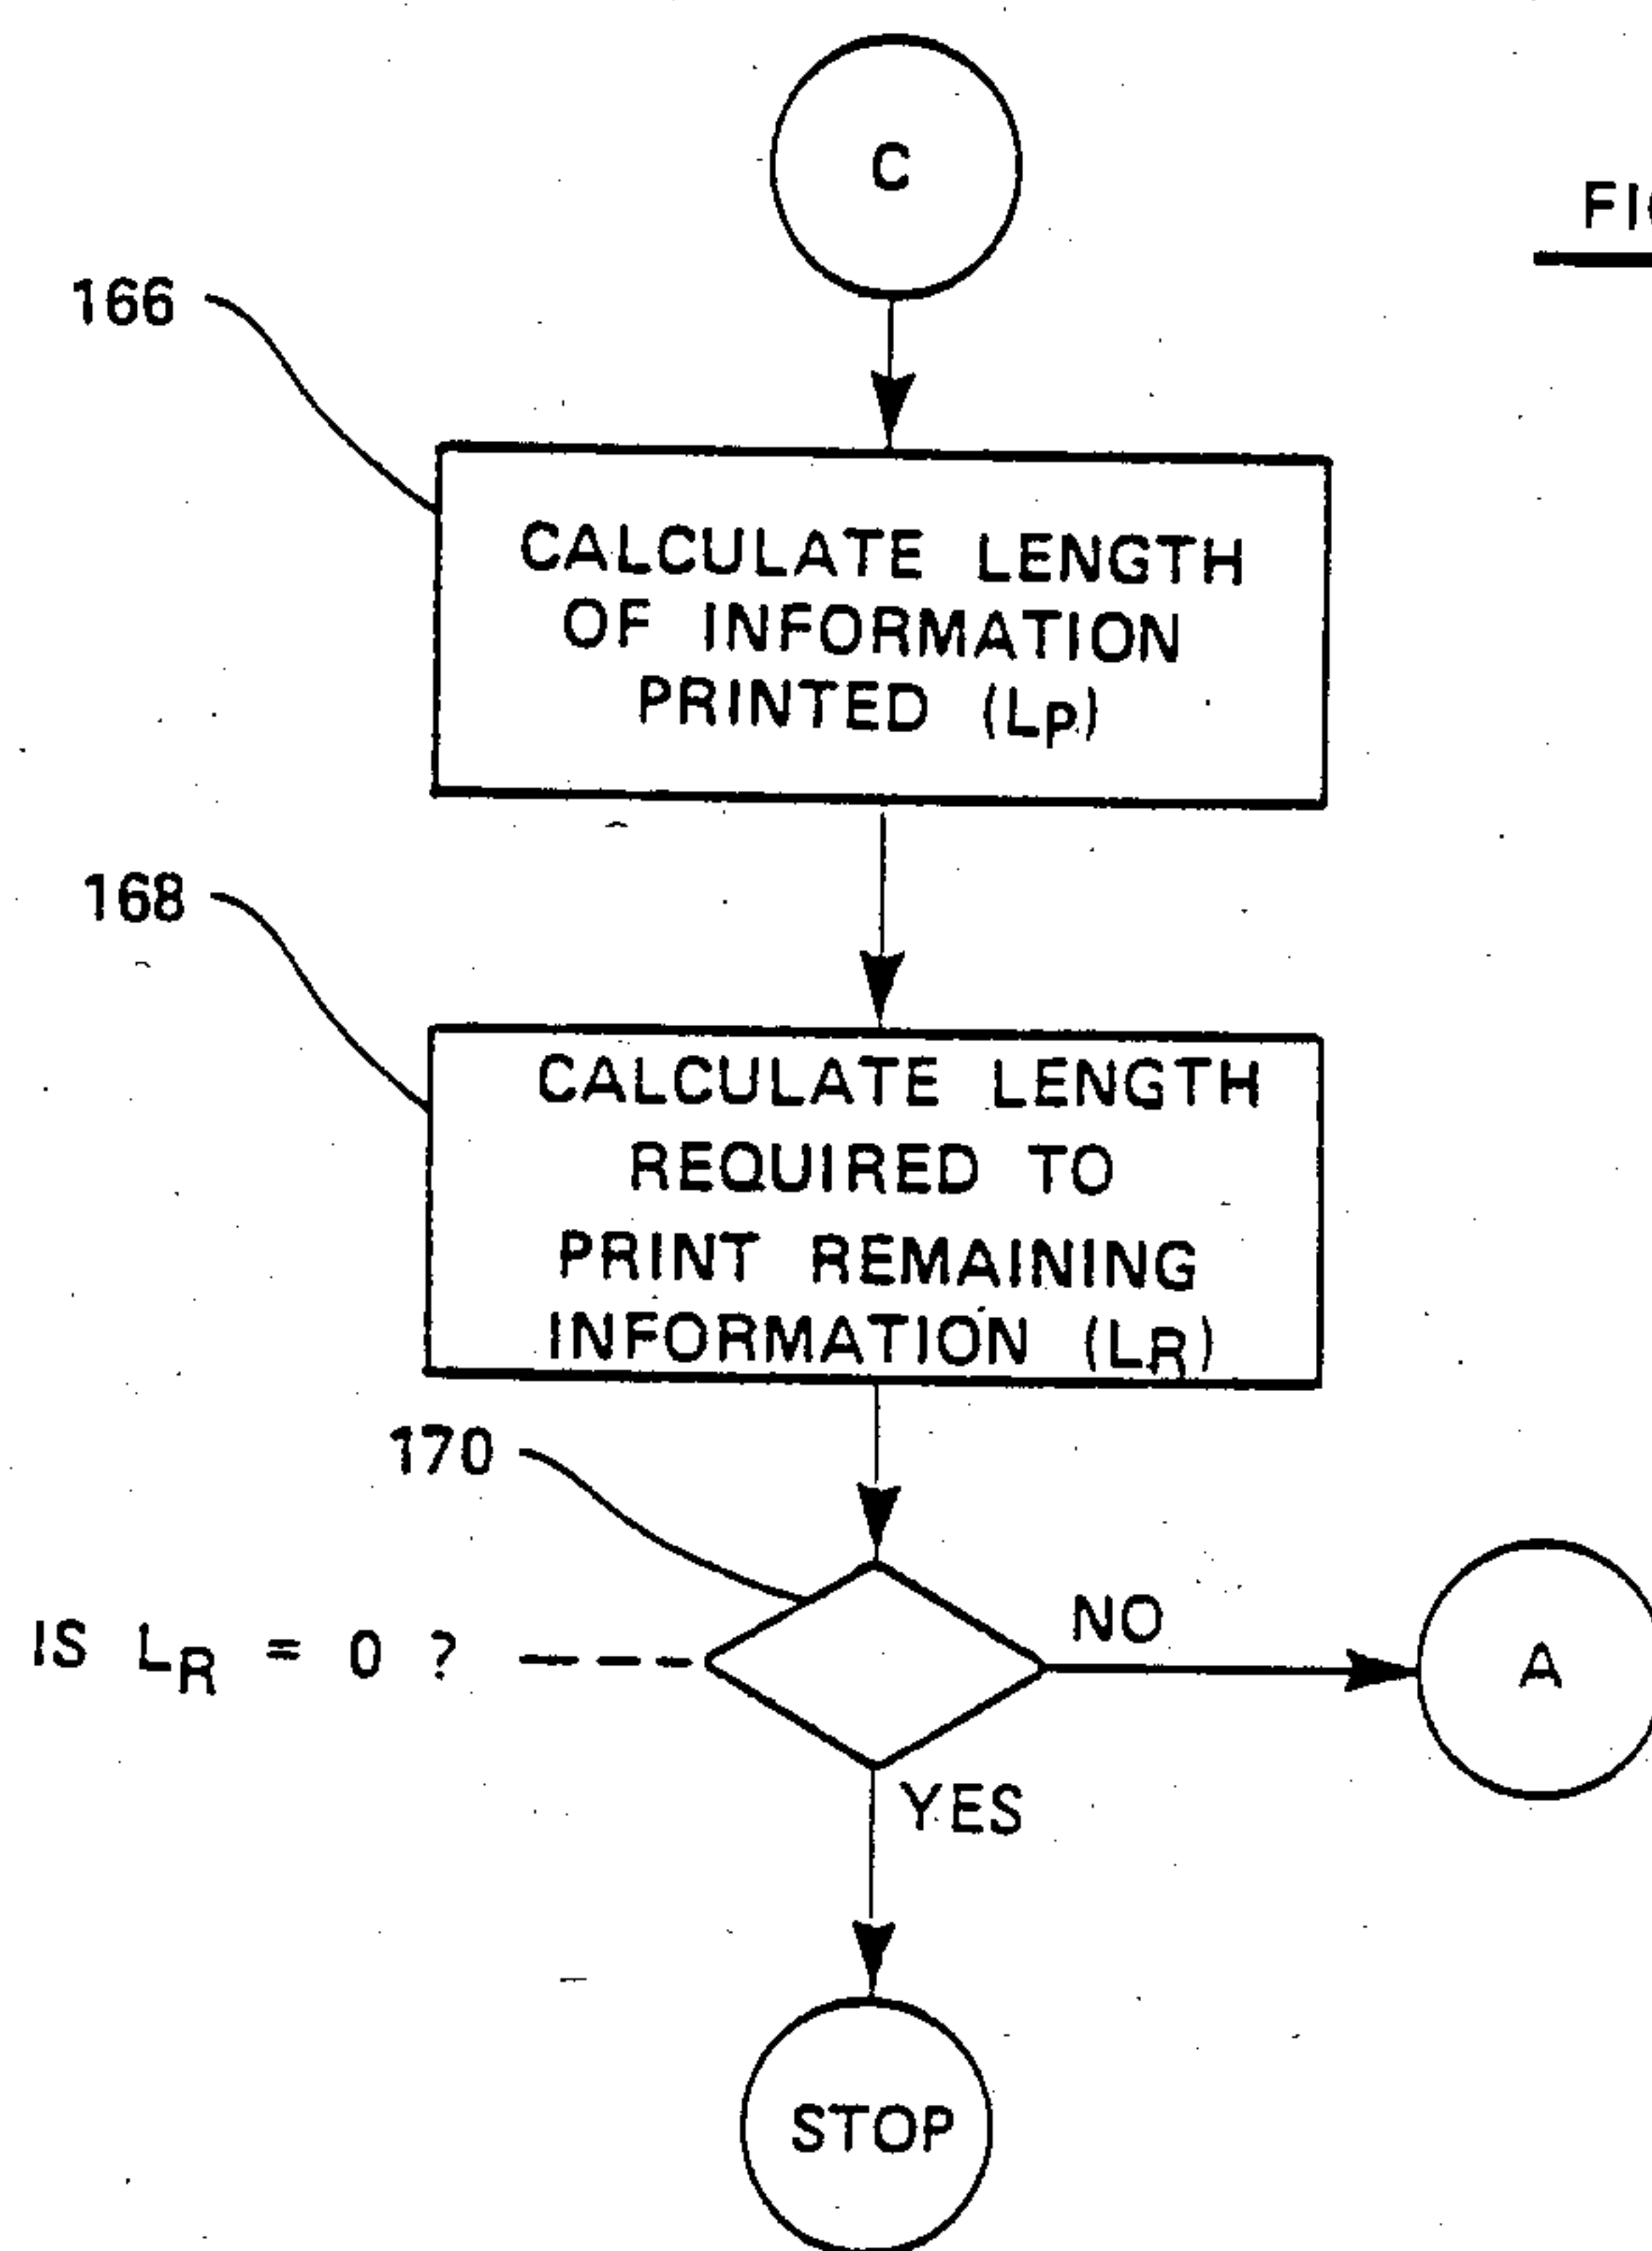 C
FIG
166
CALCULATE LENGTH
OF INFORMATION
PRINTED (LP)
168
CALCULATE LENGTH
REQUIRED TO
PRINT REMAINING
INFORMATION (LR)
170
IS LR = 0 ?
NO
A
YES
STOP